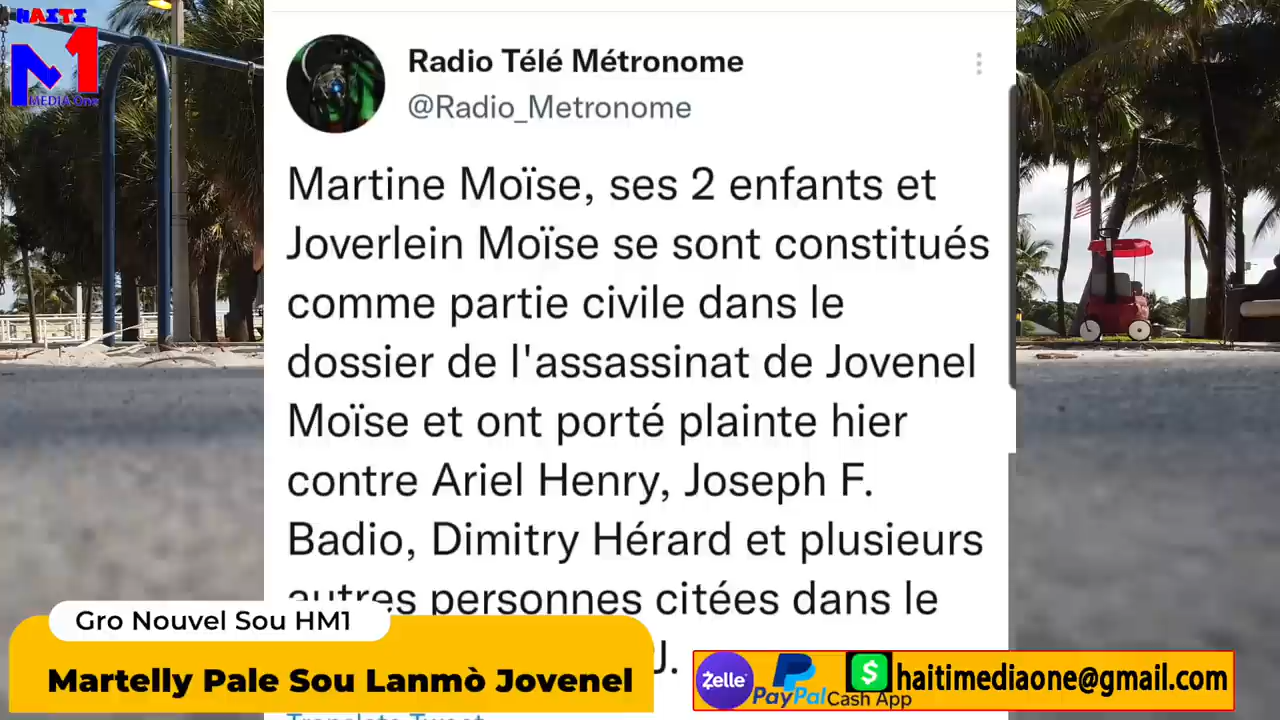 HAITI
M1
MEDIA One
Radio Télé Métronome
@Radio_Metronome
Martine Moïse, ses 2 enfants et
Joverlein Moïse se sont constitués
comme partie civile dans le
dossier de l'assassinat de Jovenel
Moïse et ont porté plainte hier
contre Ariel Henry, Joseph F.
Badio, Dimitry Hérard et plusieurs
autres personnes citées dans le
J.
Translate Tweet
Gro Nouvel Sou HM1
Martelly Pale Sou Lanmò Jovenel
Zelle
PayPal
$
Cash App
haitimediaone@gmail.com